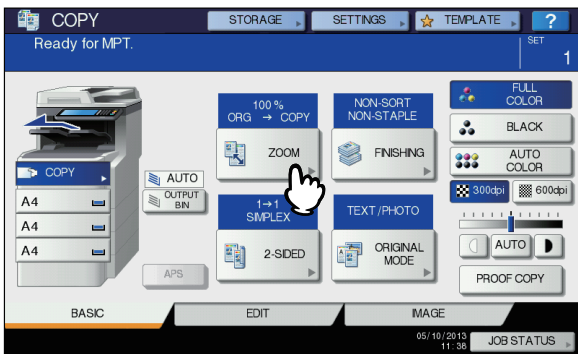 COPY
STORAGE
SETTINGS
TEMPLATE
?
Ready for MPT.
SET
1
100 %
ORG → COPY
ZOOM
NON-SORT
NON-STAPLE
FINISHING
FULL
COLOR
BLACK
AUTO
COLOR
300dpi
600dpi
COPY
A4
A4
A4
A4
AUTO
OUTPUT
BIN
APS
1→1
SIMPLEX
2-SIDED
TEXT/PHOTO
ORIGINAL
MODE
AUTO
PROOF COPY
BASIC
EDIT
IMAGE
05/10/2013
11:36
JOB STATUS